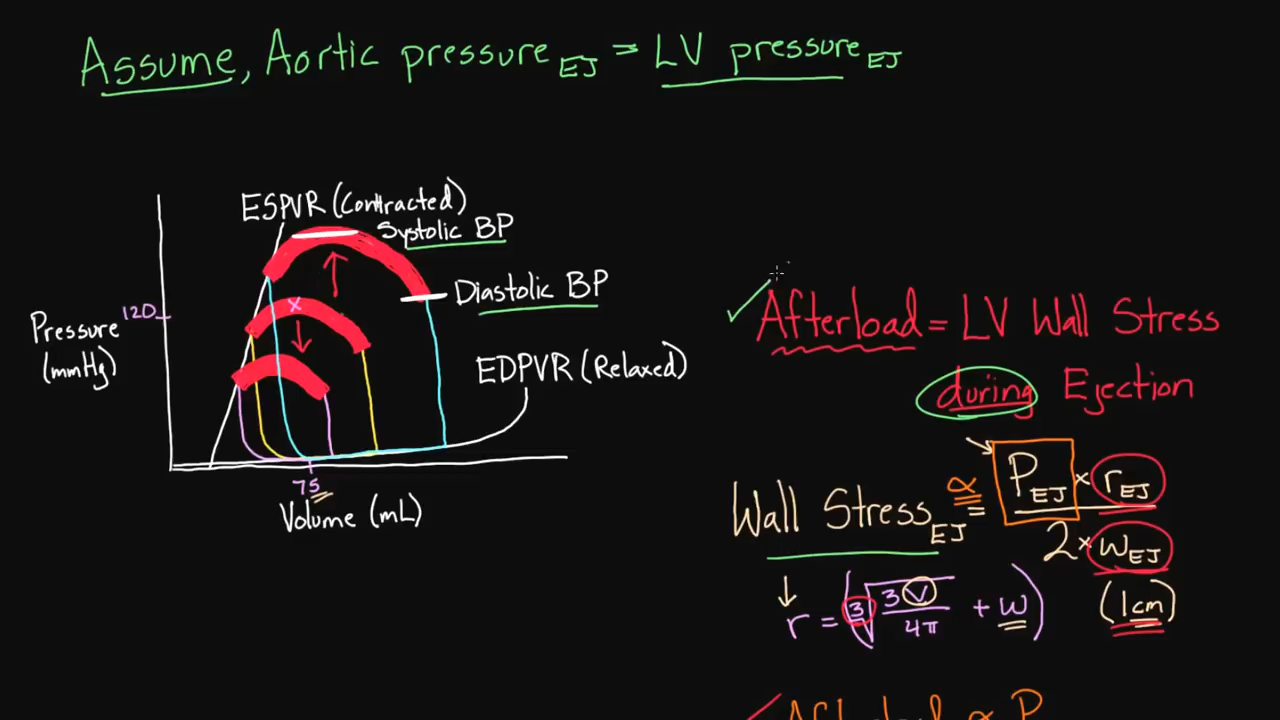 Assume, Aortic pressure EJ = LV pressure EJ
ESPVR (Contracted)
Systolic BP
Diastolic BP
120
Pressure
(mmHg)
EDPVR (Relaxed)
75
Volume (mL)
Afterload = LV Wall Stress
during Ejection
Wall Stress EJ ∝ = P EJ × r EJ
2 × w EJ
r = (∛ 3V / 4π + w) (1cm)
Afterload ∝ P